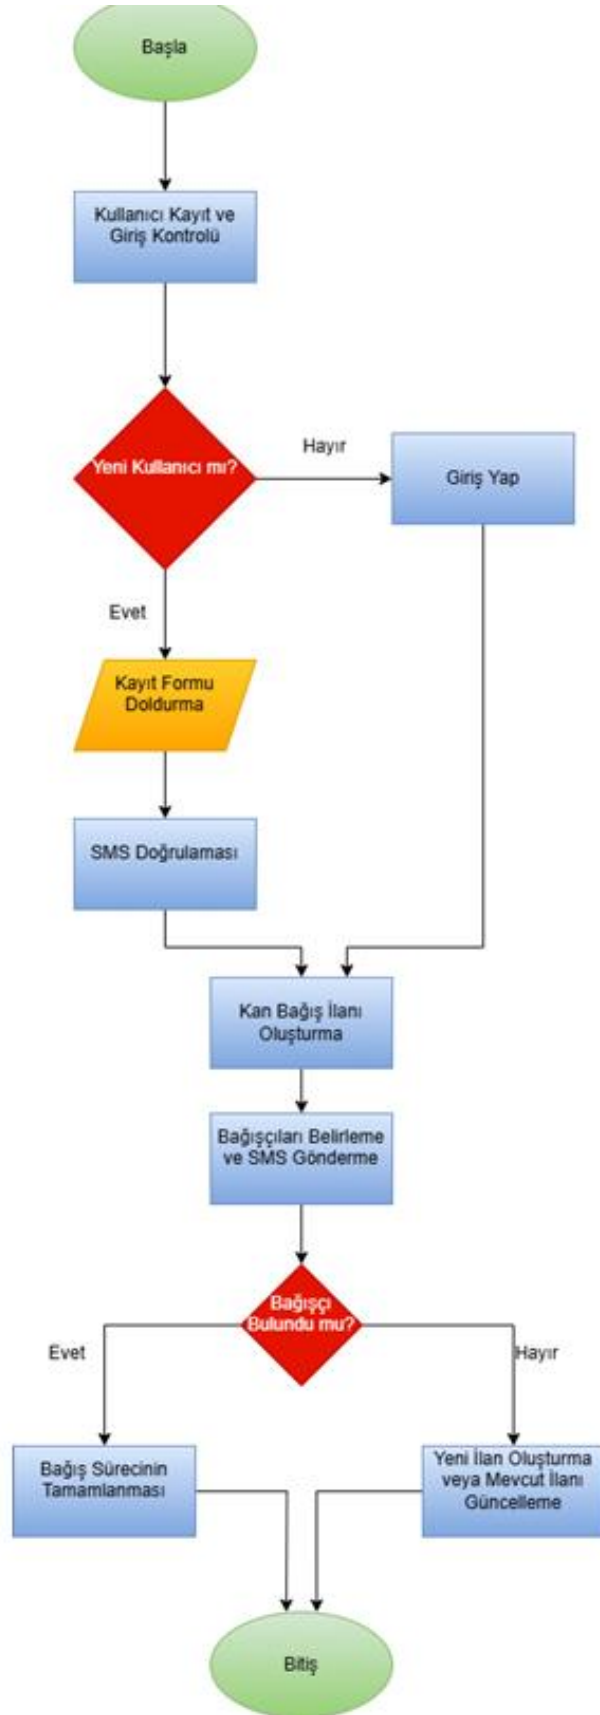 Başla
Kullanıcı Kayıt ve
Giriş Kontrolü
Yeni Kullanıcı mı?
Hayır
Giriş Yap
Evet
Kayıt Formu
Doldurma
SMS Doğrulaması
Kan Bağış İlanı
Oluşturma
Bağışçıları Belirleme
ve SMS Gönderme
Bağışçı
Bulundu mu?
Evet
Hayır
Bağış Sürecinin
Tamamlanması
Yeni İlan Oluşturma
veya Mevcut İlanı
Güncelleme
Bitiş